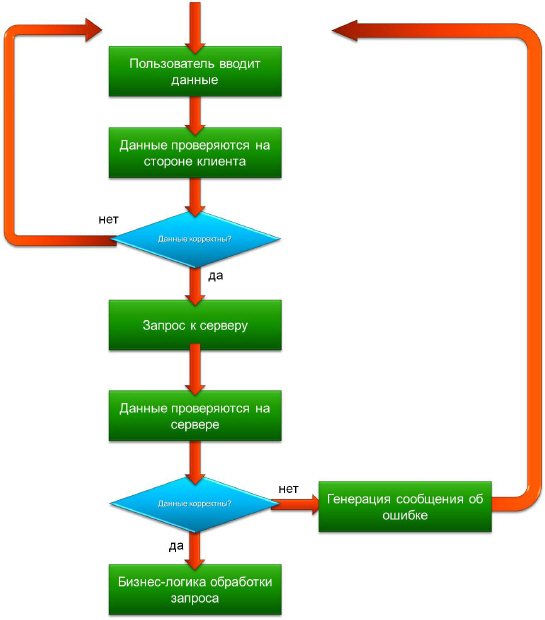 Пользователь вводит
данные
Данные проверяются на
стороне клиента
нет
Данные корректны?
да
Запрос к серверу
Данные проверяются на
сервере
Данные корректны?
нет
Генерация сообщения об
ошибке
да
Бизнес-логика обработки
запроса